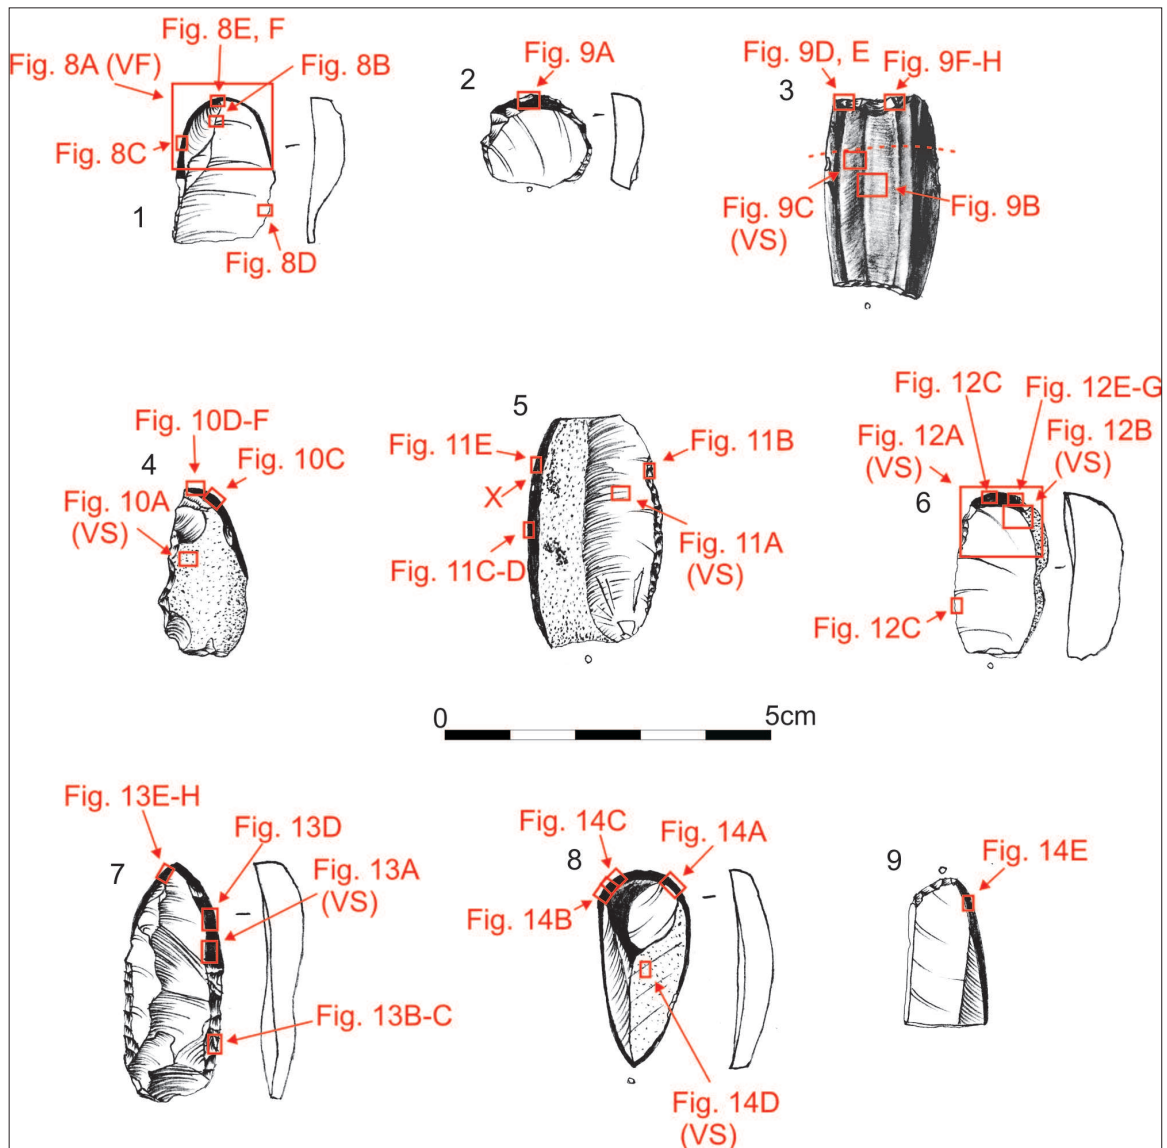 Fig. 8E, F
Fig. 8A (VF)
Fig. 8B
Fig. 8C
1
Fig. 8D
2
Fig. 9A
Fig. 9D, E
Fig. 9F-H
3
Fig. 9C
(VS)
Fig. 9B
Fig. 10D-F
4
Fig. 10C
Fig. 10A
(VS)
5
Fig. 11E
X
Fig. 11B
Fig. 11C-D
Fig. 11A
(VS)
Fig. 12C
Fig. 12E-G
Fig. 12A
(VS)
Fig. 12B
(VS)
6
Fig. 12C
0
5cm
Fig. 13E-H
7
Fig. 13D
Fig. 13A
(VS)
Fig. 13B-C
Fig. 14C
8
Fig. 14A
Fig. 14B
Fig. 14D
(VS)
9
Fig. 14E